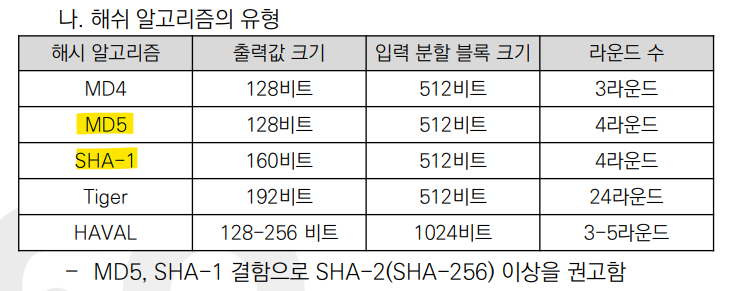 나. 해쉬 알고리즘의 유형
해시 알고리즘 출력값 크기 입력 분할 블록 크기 라운드 수
MD4 128비트 512비트 3라운드
MD5 128비트 512비트 4라운드
SHA-1 160비트 512비트 4라운드
Tiger 192비트 512비트 24라운드
HAVAL 128-256 비트 1024비트 3-5라운드
- MD5, SHA-1 결함으로 SHA-2(SHA-256) 이상을 권고함